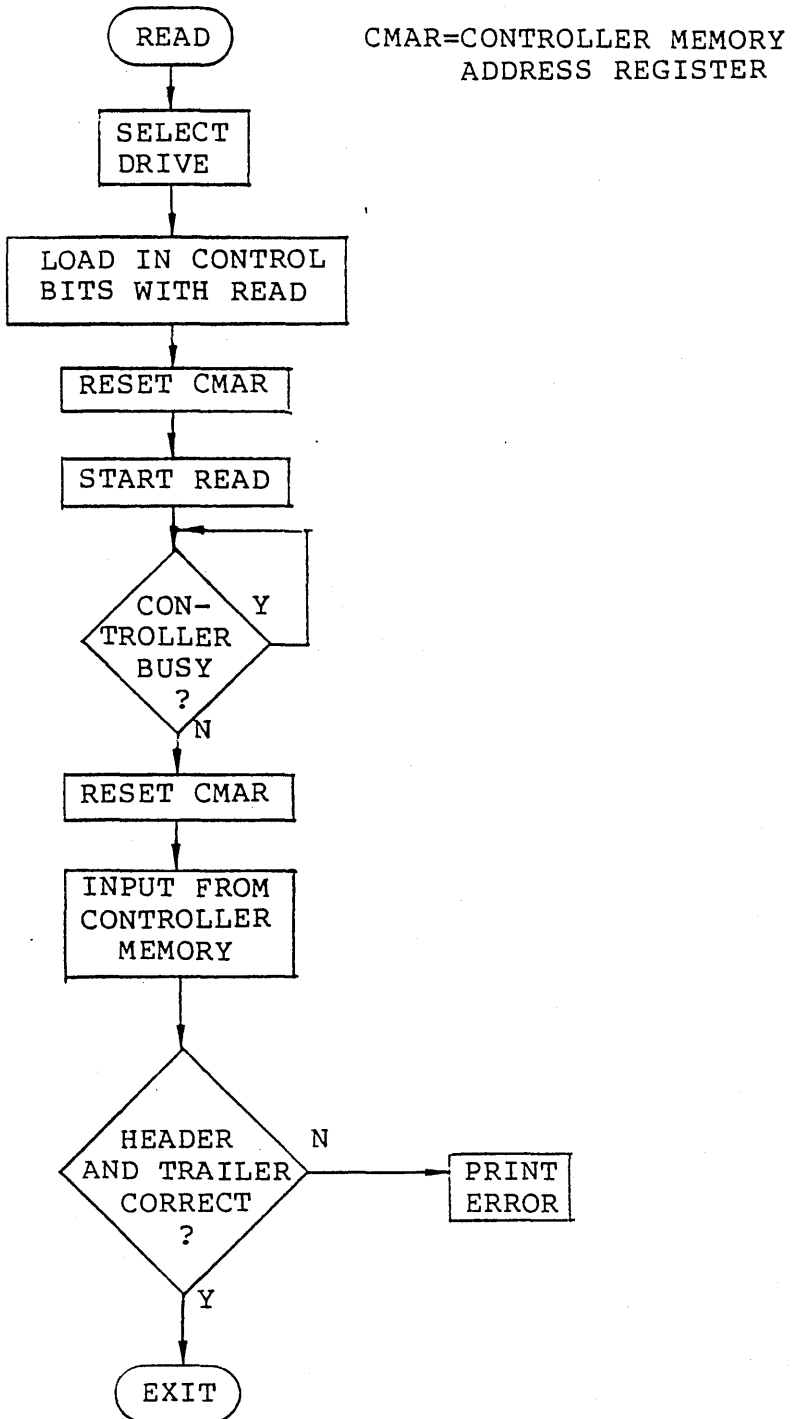 READ
CMAR=CONTROLLER MEMORY
ADDRESS REGISTER
SELECT
DRIVE
LOAD IN CONTROL
BITS WITH READ
RESET CMAR
START READ
CON-
TROLLER
BUSY
?
Y
N
RESET CMAR
INPUT FROM
CONTROLLER
MEMORY
HEADER
AND TRAILER
CORRECT
?
N
PRINT
ERROR
Y
EXIT